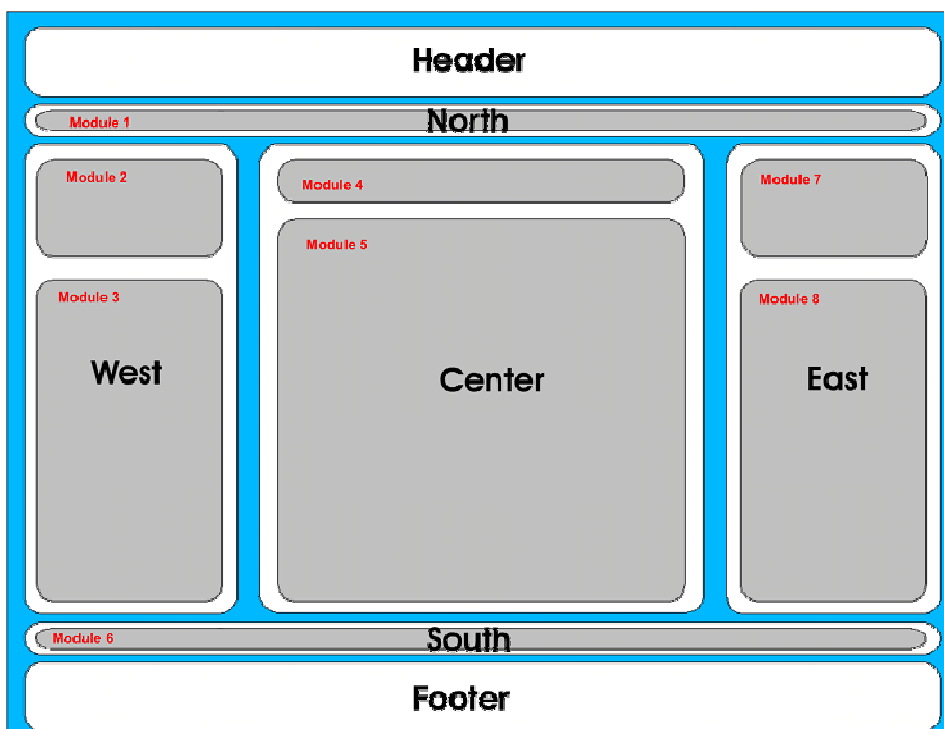 Header
Module 1
North
Module 2
Module 3
West
Module 4
Module 5
Center
Module 7
Module 8
East
Module 6
South
Footer